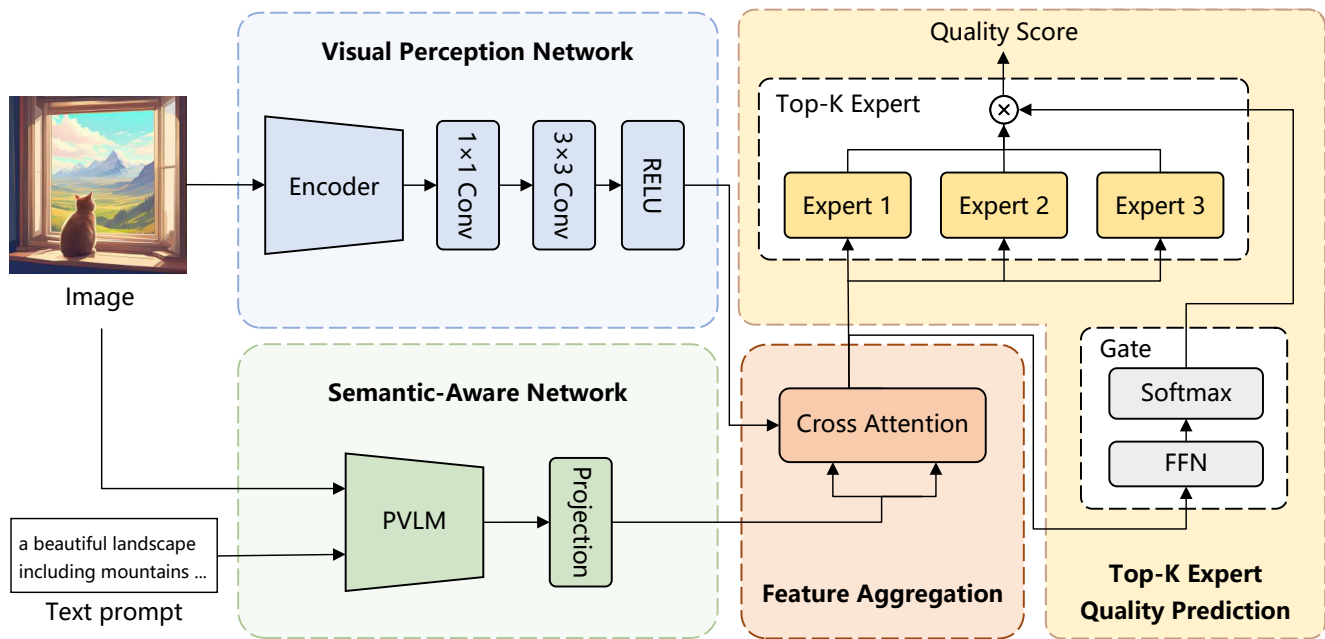 Visual Perception Network
Encoder
1×1 Conv
3×3 Conv
RELU
Image
Semantic-Aware Network
PVLM
Projection
a beautiful landscape
including mountains ...
Text prompt
Cross Attention
Feature Aggregation
Quality Score
Top-K Expert
Expert 1
Expert 2
Expert 3
Gate
Softmax
FFN
Top-K Expert
Quality Prediction